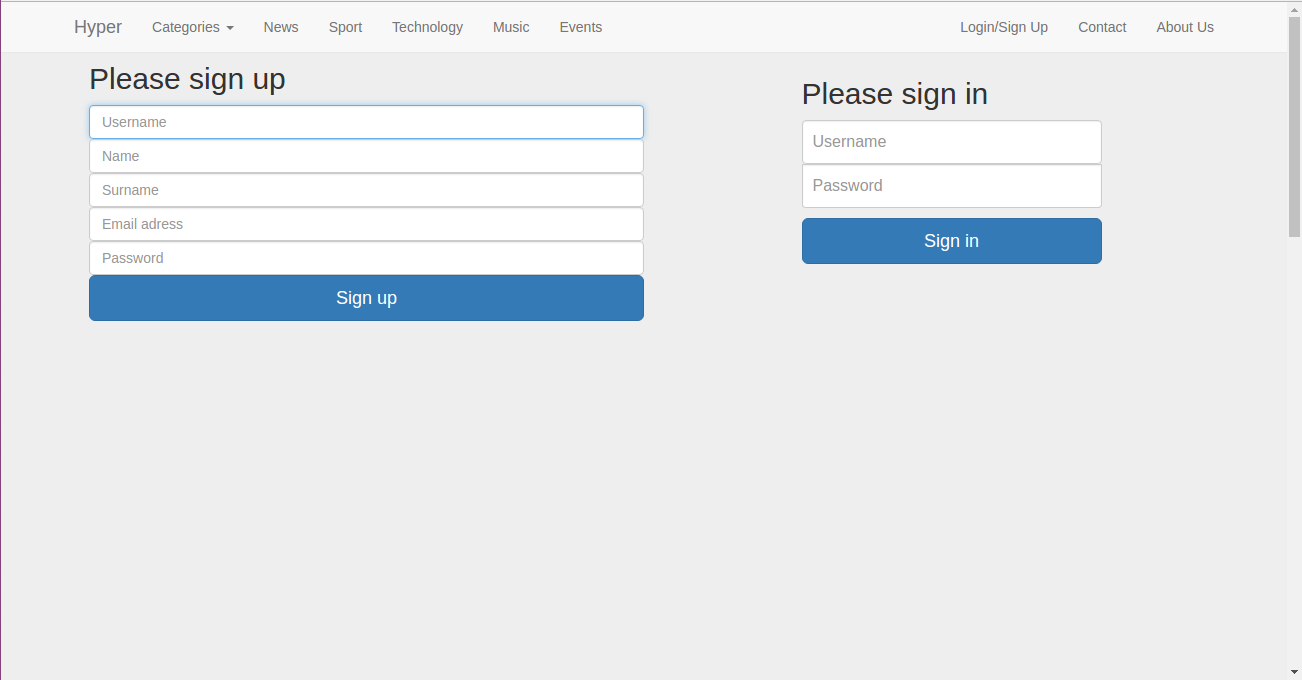 Hyper Categories News Sport Technology Music Events Login/Sign Up Contact About Us
Please sign up
Username
Name
Surname
Email adress
Password
Sign up
Please sign in
Username
Password
Sign in